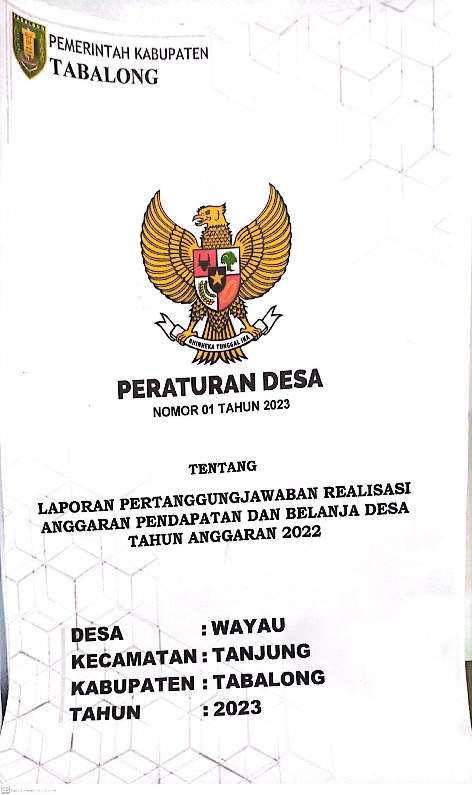 PEMERINTAH KABUPATEN
TABALONG
BHINNEKA TUNGGAL IKA
PERATURAN DESA
NOMOR 01 TAHUN 2023
TENTANG
LAPORAN PERTANGGUNGJAWABAN REALISASI
ANGGARAN PENDAPATAN DAN BELANJA DESA
TAHUN ANGGARAN 2022
DESA : WAYAU
KECAMATAN : TANJUNG
KABUPATEN : TABALONG
TAHUN : 2023